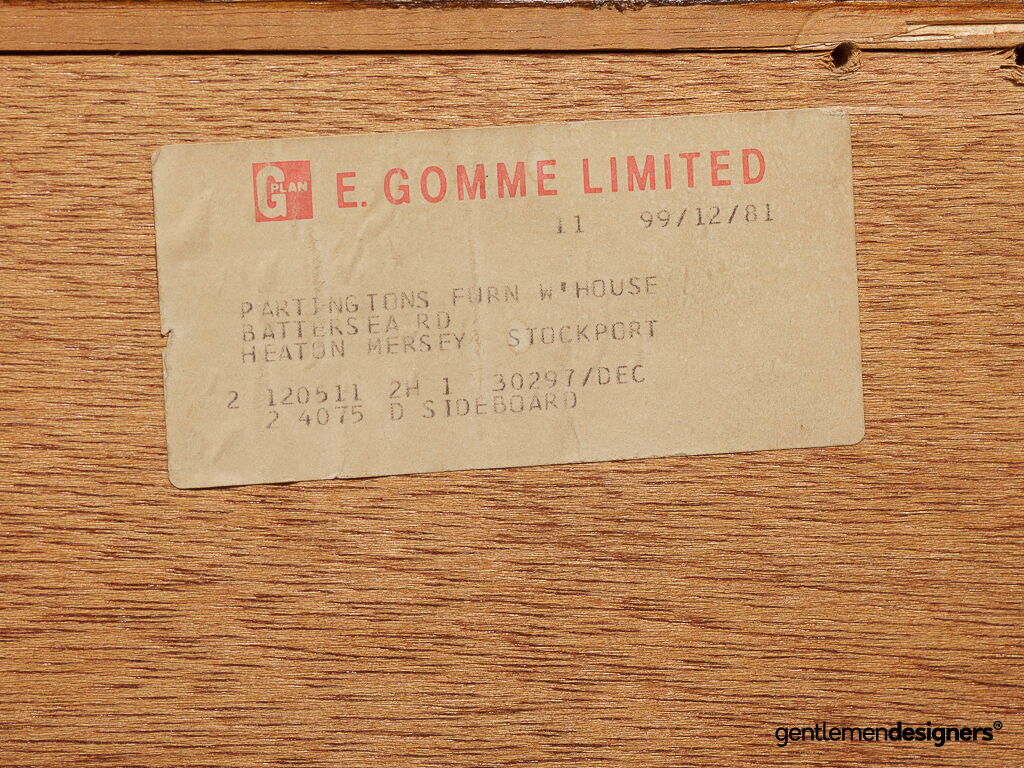 G PLAN E. GOMME LIMITED
11 99/12/81
PARTINGTONS FURN W'HOUSE
BATTERSEA RD
HEATON MERSEY STOCKPORT
2 120511 2H 1 30297/DEC
2 4075 D SIDEBOARD
gentlemendesigners®